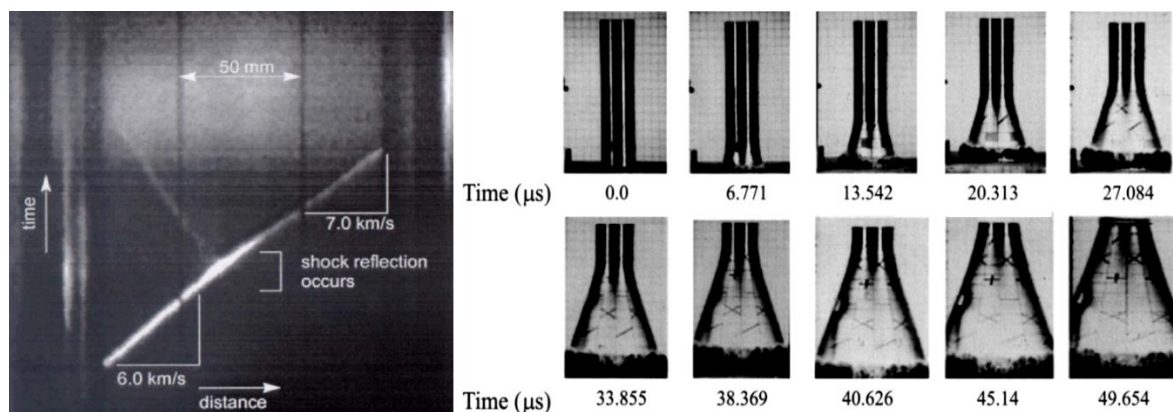 50 mm
time
7.0 km/s
shock reflection
occurs
6.0 km/s
distance
Time (μs)
0.0 6.771 13.542 20.313 27.084
Time (μs)
33.855 38.369 40.626 45.14 49.654